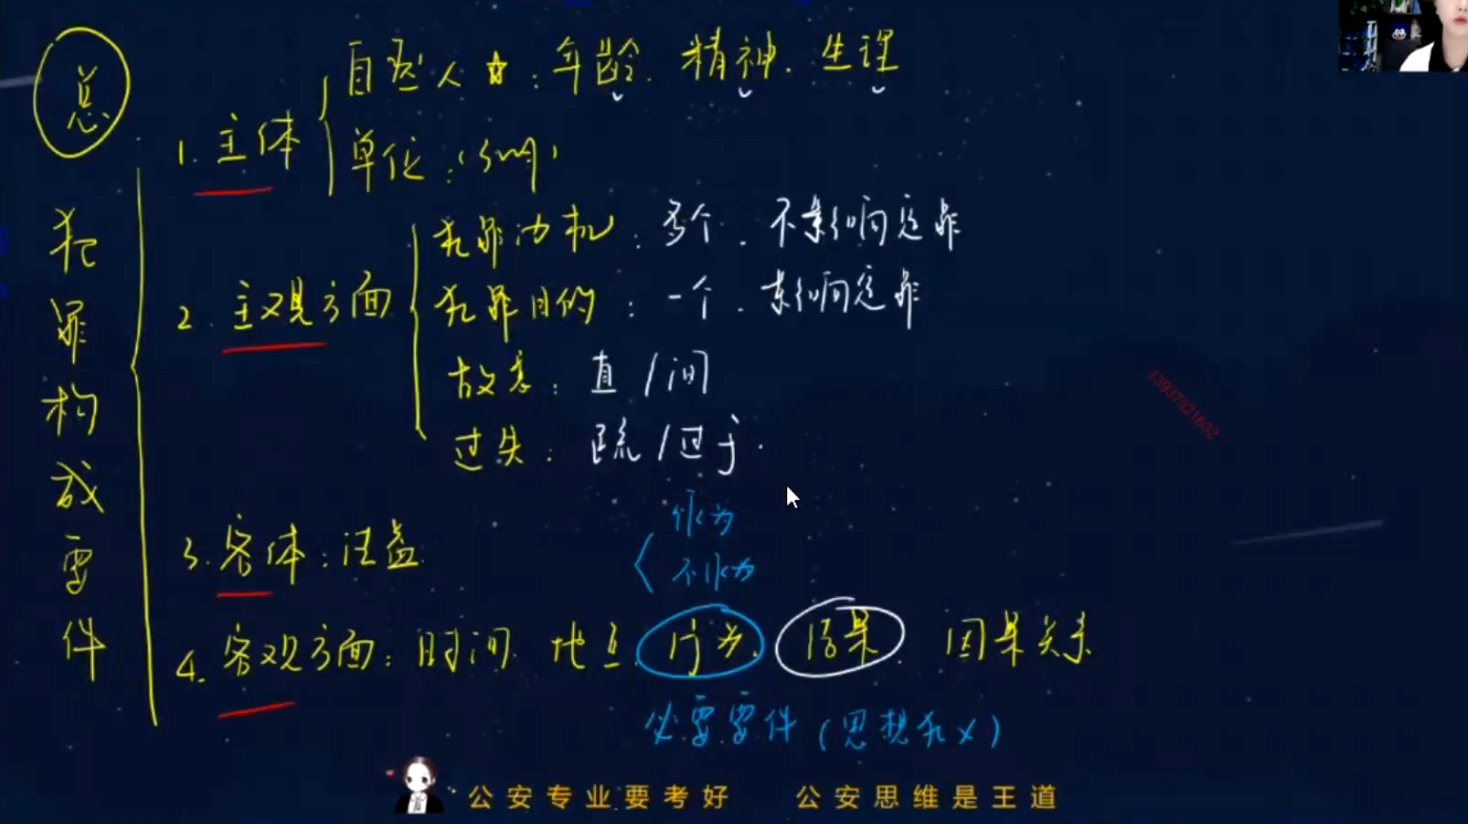 总
犯罪构成要件
1. 主体
自然人☆：年龄. 精神. 生理
单位：
2. 主观方面
犯罪动机：多个. 不影响定罪
犯罪目的：一个. 影响定罪
故意：直/间
过失：疏/过于.
3. 客体：法益
作为
不作为
4. 客观方面：时间 地点 行为. 结果. 因果关系
必要要件（思想犯×）
13937521632
公安专业要考好 公安思维是王道